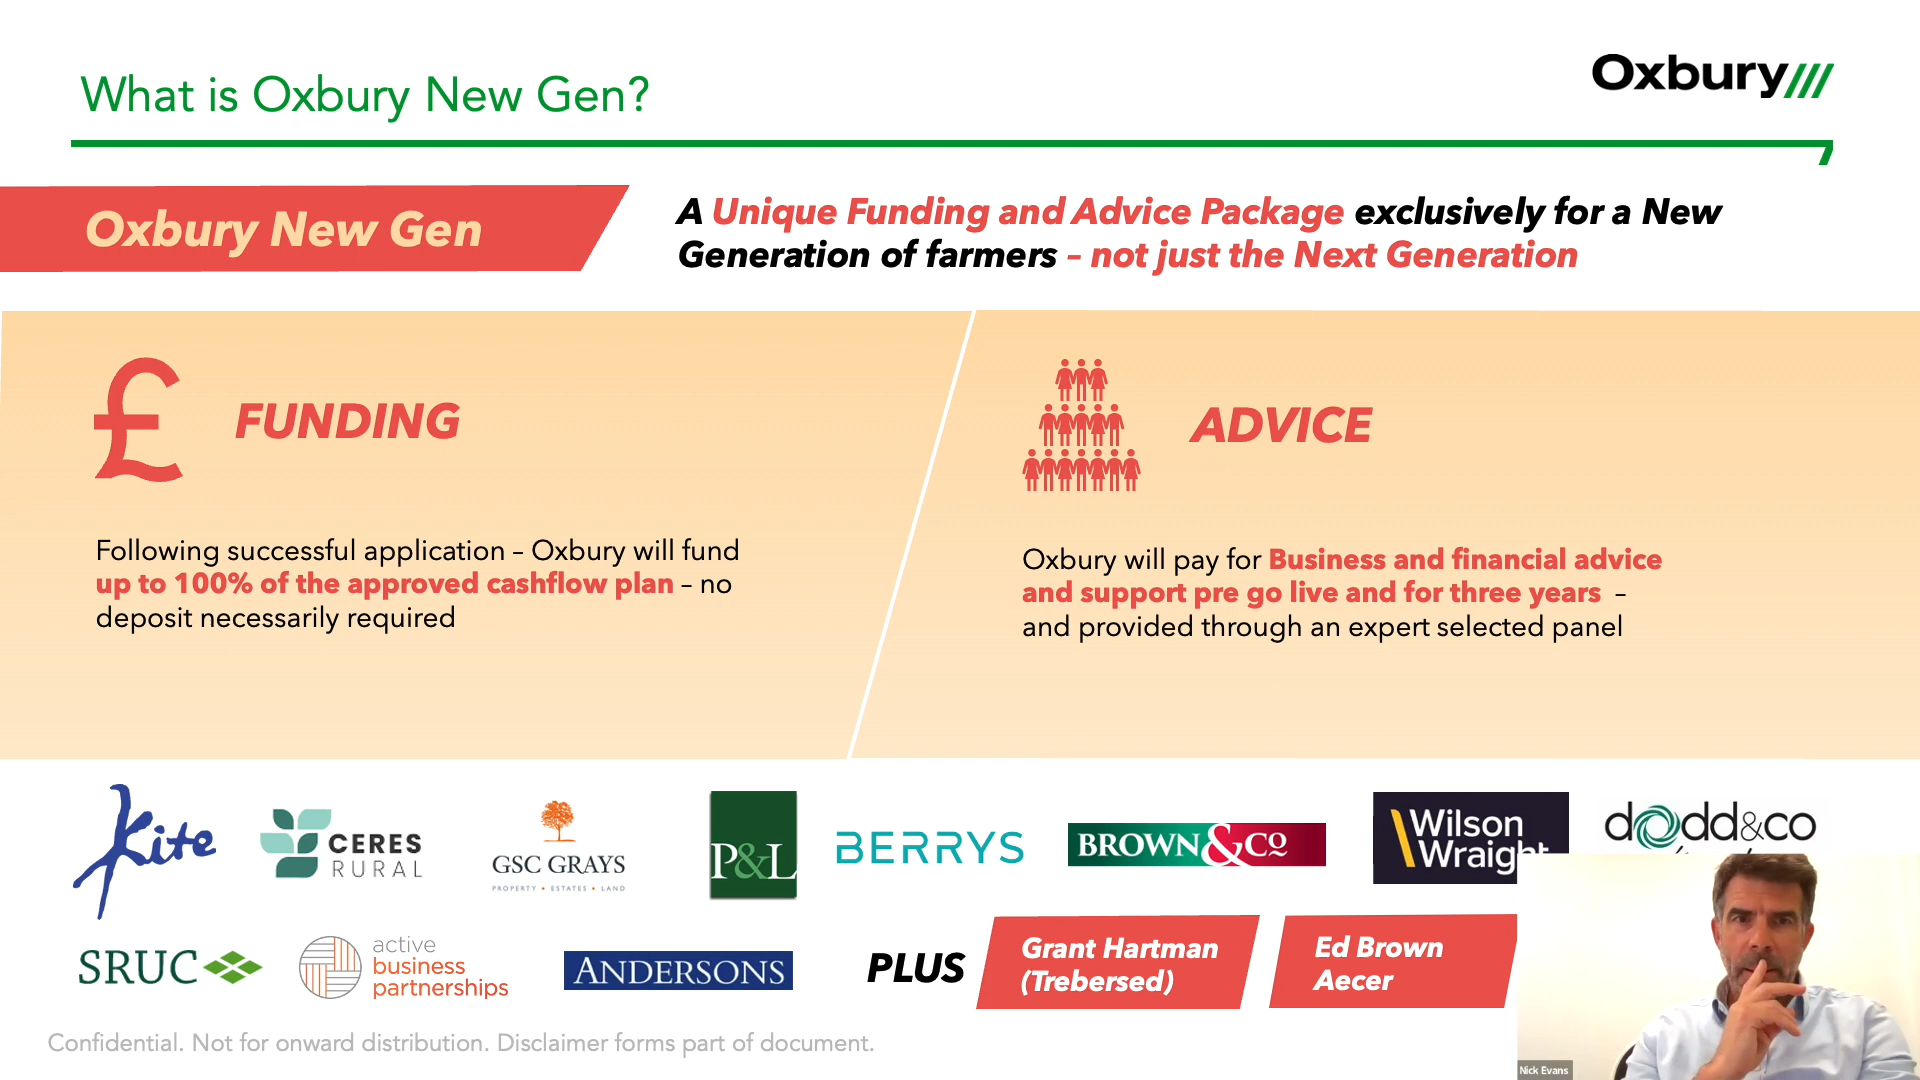 What is Oxbury New Gen?
Oxbury
Oxbury New Gen
A Unique Funding and Advice Package exclusively for a New
Generation of farmers – not just the Next Generation
£
FUNDING
Following successful application – Oxbury will fund
up to 100% of the approved cashflow plan – no
deposit necessarily required
ADVICE
Oxbury will pay for Business and financial advice
and support pre go live and for three years –
and provided through an expert selected panel
Kite
CERES
RURAL
GSC GRAYS
PROPERTY • ESTATES • LAND
P&L
BERRYS
BROWN&CO
Wilson
Wraight
dodd&co
SRUC
active
business
partnerships
ANDERSONS
PLUS
Grant Hartman
(Trebersed)
Ed Brown
Aecer
Confidential. Not for onward distribution. Disclaimer forms part of document.
Nick Evans